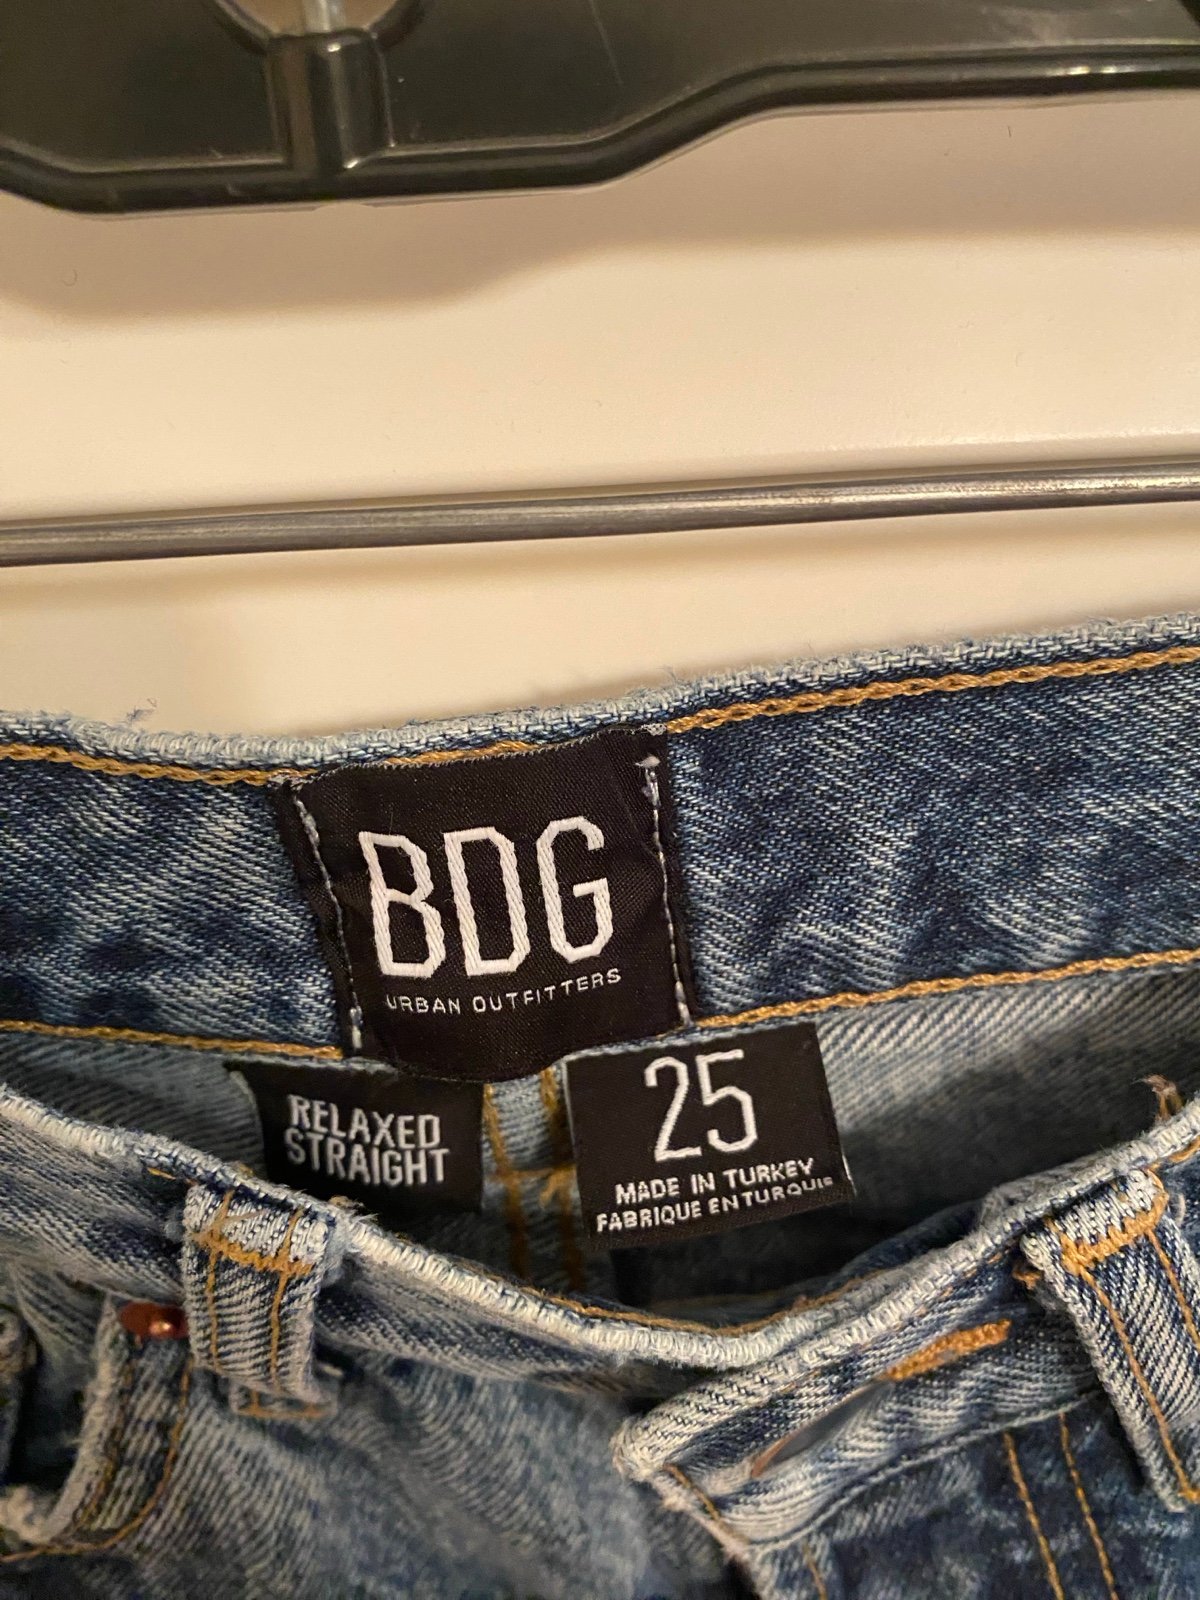 BDG
URBAN OUTFITTERS
RELAXED
STRAIGHT
25
MADE IN TURKEY
FABRIQUE EN TURQUIE